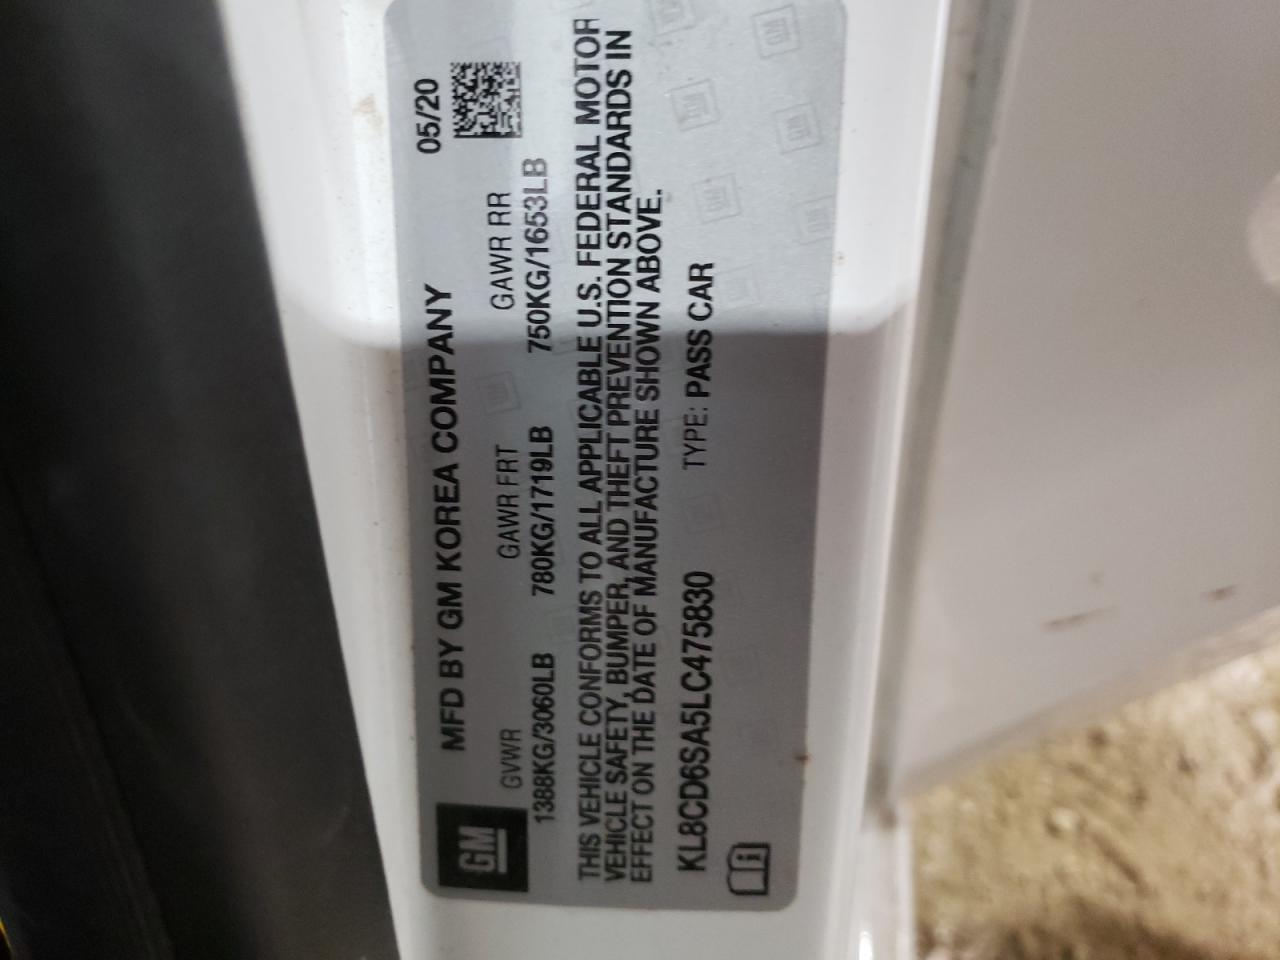 GM
MFD BY GM KOREA COMPANY 05/20
GVWR GAWR FRT GAWR RR
1388KG/3060LB 780KG/1719LB 750KG/1653LB
THIS VEHICLE CONFORMS TO ALL APPLICABLE U.S. FEDERAL MOTOR
VEHICLE SAFETY, BUMPER, AND THEFT PREVENTION STANDARDS IN
EFFECT ON THE DATE OF MANUFACTURE SHOWN ABOVE.
KL8CD6SA5LC475830 TYPE: PASS CAR